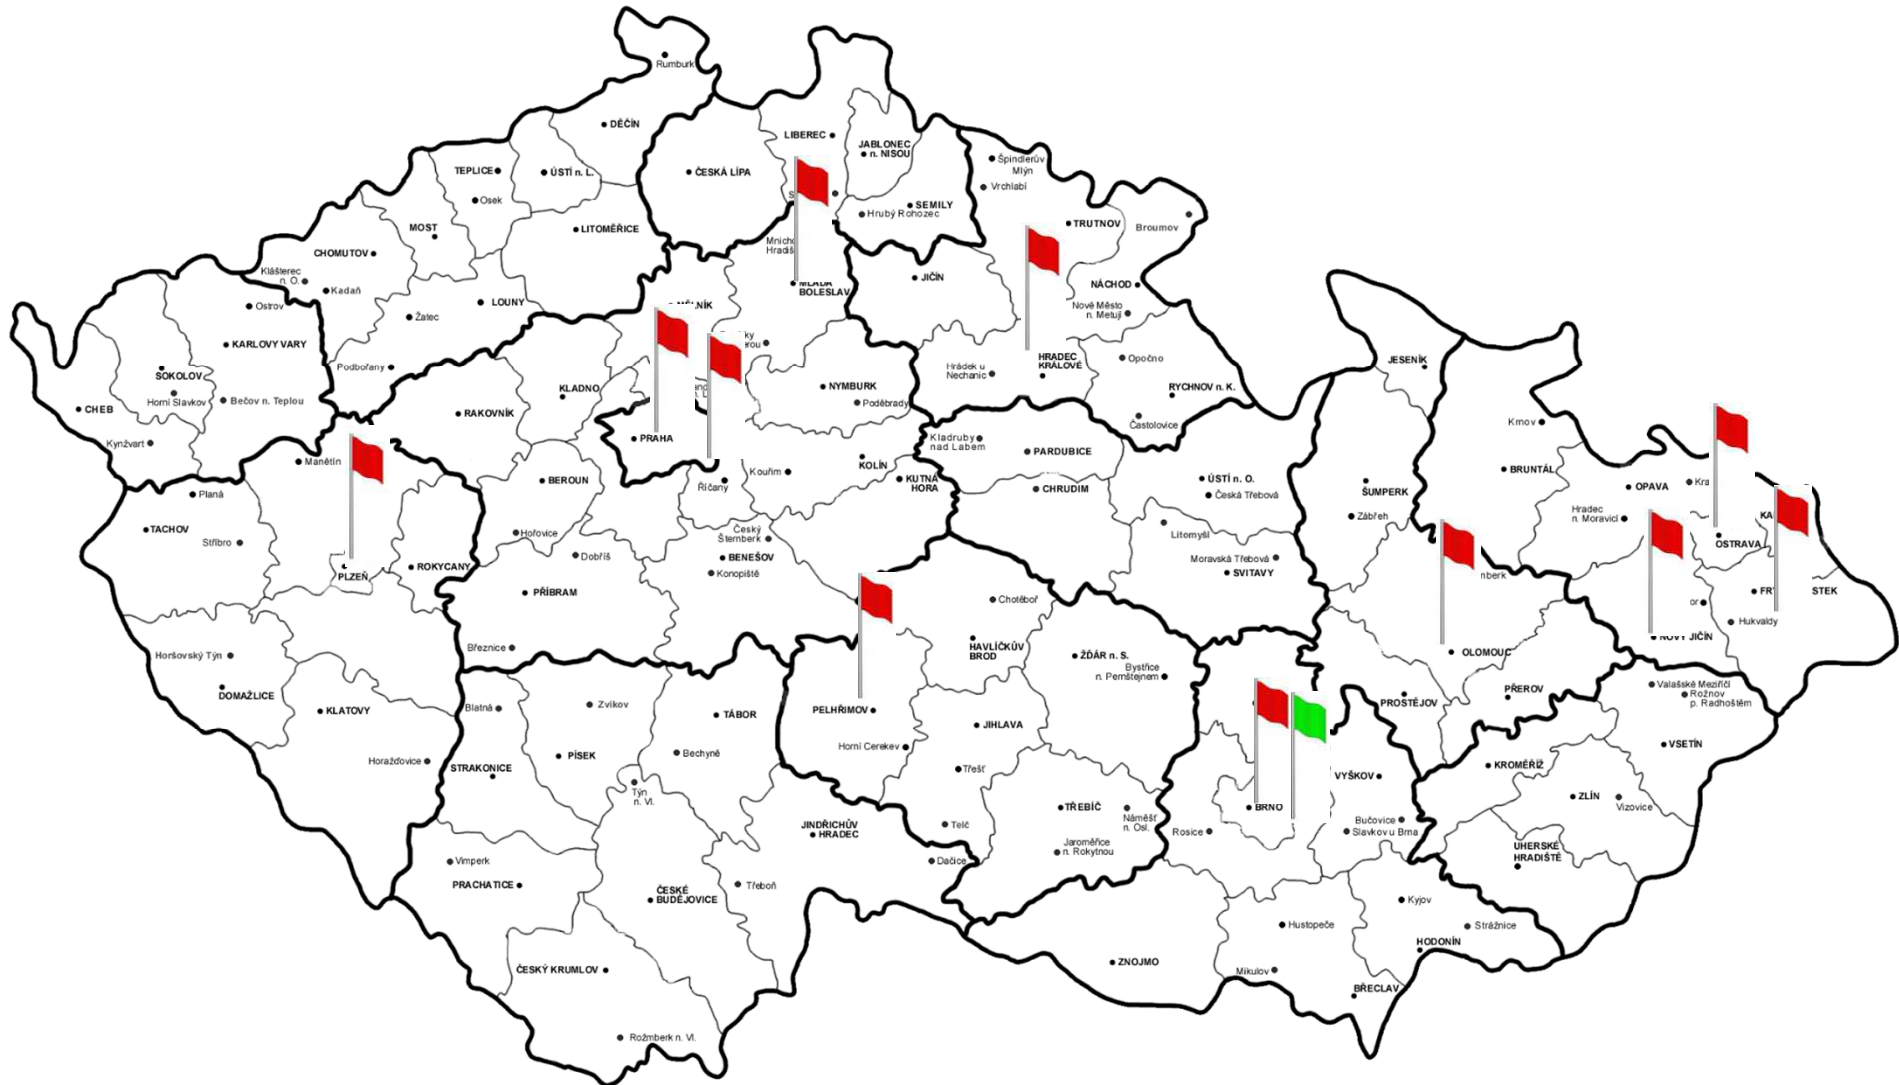 Rumburk
DĚČÍN
LIBEREC
JABLONEC
n. NISOU
TEPLICE
ÚSTÍ n. L.
ČESKÁ LÍPA
Špindlerův
Mlýn
Vrchlabí
Osek
SEMILY
Hrubý Rohozec
MOST
LITOMĚŘICE
TRUTNOV
Broumov
CHOMUTOV
Klášterec
n. O.
Kadaň
JIČÍN
NÁCHOD
MLADÁ
BOLESLAV
Ostrov
LOUNY
Žatec
Nové Město
n. Metují
KARLOVY VARY
Podbořany
SOKOLOV
Horní Slavkov
Bečov n. Teplou
KLADNO
NYMBURK
Poděbrady
Hrádek u
Nechanic
HRADEC
KRÁLOVÉ
Opočno
RYCHNOV n. K.
JESENÍK
CHEB
Kynžvart
RAKOVNÍK
PRAHA
Častolovice
Krnov
Manětín
Kladruby
nad Labem
PARDUBICE
Planá
BEROUN
Říčany
Kouřim
KOLÍN
KUTNÁ
HORA
CHRUDIM
ÚSTÍ n. O.
Česká Třebová
ŠUMPERK
Zábřeh
BRUNTÁL
OPAVA
Hradec
n. Moravicí
TACHOV
Stříbro
Hořovice
Dobříš
Český
Šternberk
BENEŠOV
Konopiště
Litomyšl
Moravská Třebová
SVITAVY
OSTRAVA
PLZEŇ
ROKYCANY
PŘÍBRAM
Chotěboř
STEK
Hukvaldy
Březnice
HAVLÍČKŮV
BROD
ŽĎÁR n. S.
Bystřice
n. Pernštejnem
OLOMOUC
NOVÝ JIČÍN
Horšovský Týn
DOMAŽLICE
KLATOVY
Blatná
Zvíkov
TÁBOR
PELHŘIMOV
JIHLAVA
PROSTĚJOV
PŘEROV
Valašské Meziříčí
Rožnov
p. Radhoštěm
VSETÍN
Horažďovice
STRAKONICE
PÍSEK
Bechyně
Týn
n. Vl.
Horní Cerekev
Třešť
VYŠKOV
KROMĚŘÍŽ
ZLÍN
Vizovice
JINDŘICHŮV
HRADEC
Telč
TŘEBÍČ
Náměšť
n. Osl.
Jaroměřice
n. Rokytnou
Rosice
BRNO
Bučovice
Slavkov u Brna
UHERSKÉ
HRADIŠTĚ
Vimperk
PRACHATICE
ČESKÉ
BUDĚJOVICE
Třeboň
Dačice
Kyjov
Hustopeče
Strážnice
HODONÍN
ČESKÝ KRUMLOV
ZNOJMO
Mikulov
BŘECLAV
Rožmberk n. Vl.